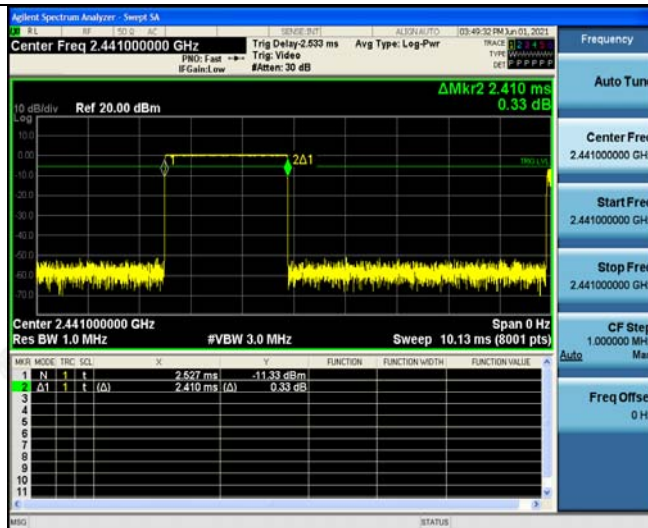 Agilent Spectrum Analyzer - Swept SA
RL RF 50 Ω AC SENSE:INT ALIGN AUTO 03:49:32 PM Jun 01, 2021
Center Freq 2.441000000 GHz
PNO: Fast
IFGain:Low
Trig Delay-2.533 ms
Trig: Video
#Atten: 30 dB
Avg Type: Log-Pwr
TRACE 1 2 3 4 5 6
TYPE
DET P P P P P P
ΔMkr2 2.410 ms
0.33 dB
10 dB/div Ref 20.00 dBm
Log
10.0
0.00
-10.0
-20.0
-30.0
-40.0
-50.0
-60.0
-70.0
1
2Δ1
TRIG LVL
Center 2.441000000 GHz Span 0 Hz
Res BW 1.0 MHz #VBW 3.0 MHz Sweep 10.13 ms (8001 pts)
MKR MODE TRC SCL X Y FUNCTION FUNCTION WIDTH FUNCTION VALUE
1 N 1 t 2.527 ms -11.33 dBm
2 Δ1 1 t (Δ) 2.410 ms (Δ) 0.33 dB
3
4
5
6
7
8
9
10
11
MSG STATUS
Frequency
Auto Tun
Center Fre
2.441000000 GH
Start Fre
2.441000000 GH
Stop Fre
2.441000000 GH
CF Step
1.000000 MH
Auto Ma
Freq Offse
0 H